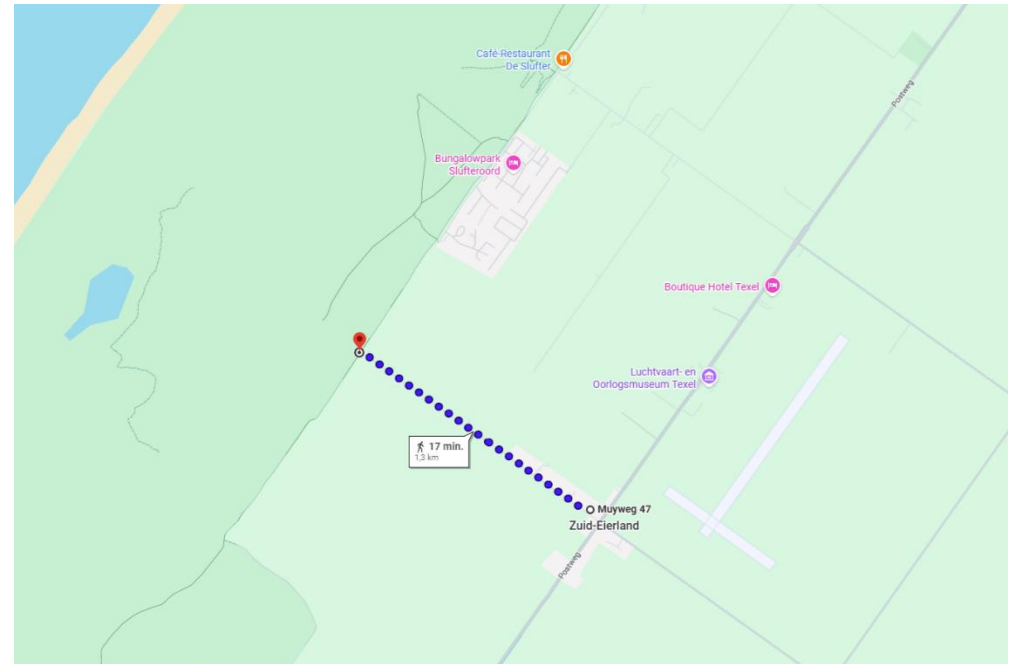 Café-Restaurant
De Slufter
Postweg
Bungalowpark
Slufteroord
Boutique Hotel Texel
Luchtvaart- en
Oorlogsmuseum Texel
17 min.
1,3 km
Muyweg 47
Zuid-Eierland
Postweg